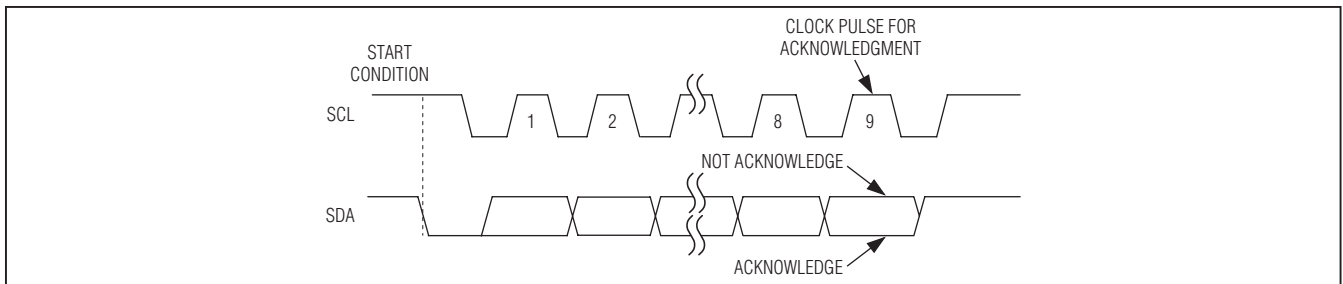 CLOCK PULSE FOR
ACKNOWLEDGMENT
START
CONDITION
SCL
1
2
8
9
NOT ACKNOWLEDGE
SDA
ACKNOWLEDGE